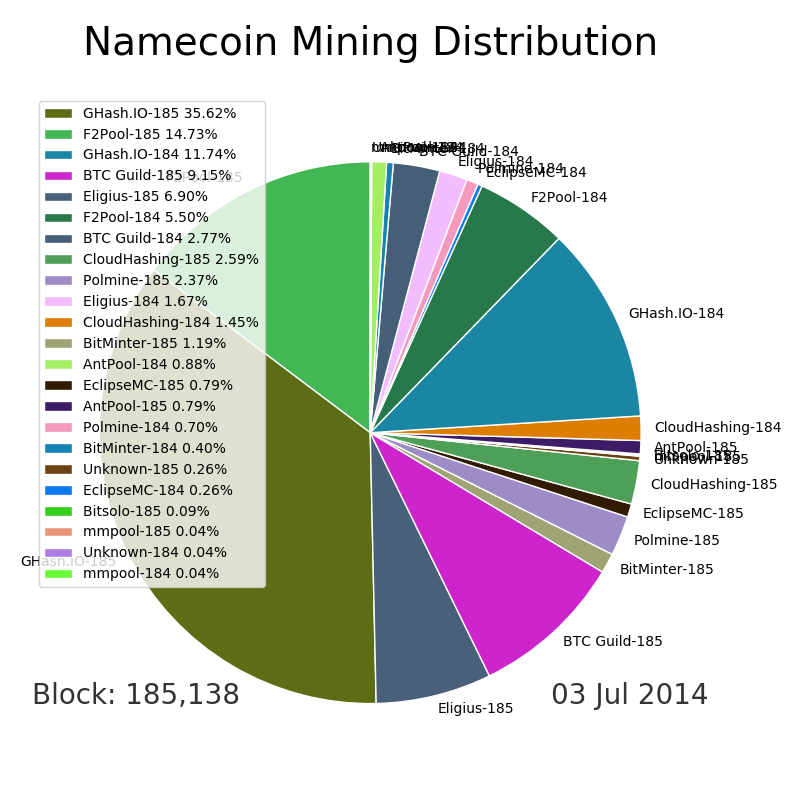 Namecoin Mining Distribution
GHash.IO-185 35.62%
F2Pool-185 14.73%
GHash.IO-184 11.74%
BTC Guild-185 9.15%
Eligius-185 6.90%
F2Pool-184 5.50%
BTC Guild-184 2.77%
CloudHashing-185 2.59%
Polmine-185 2.37%
Eligius-184 1.67%
CloudHashing-184 1.45%
BitMinter-185 1.19%
AntPool-184 0.88%
EclipseMC-185 0.79%
AntPool-185 0.79%
Polmine-184 0.70%
BitMinter-184 0.40%
Unknown-185 0.26%
EclipseMC-184 0.26%
Bitsolo-185 0.09%
mmpool-185 0.04%
Unknown-184 0.04%
mmpool-184 0.04%
BTC Guild-184
Eligius-184
Polmine-184
EclipseMC-184
F2Pool-184
GHash.IO-184
CloudHashing-184
AntPool-185
Unknown-185
CloudHashing-185
EclipseMC-185
Polmine-185
BitMinter-185
BTC Guild-185
Eligius-185
GHash.IO-185
Block: 185,138
03 Jul 2014